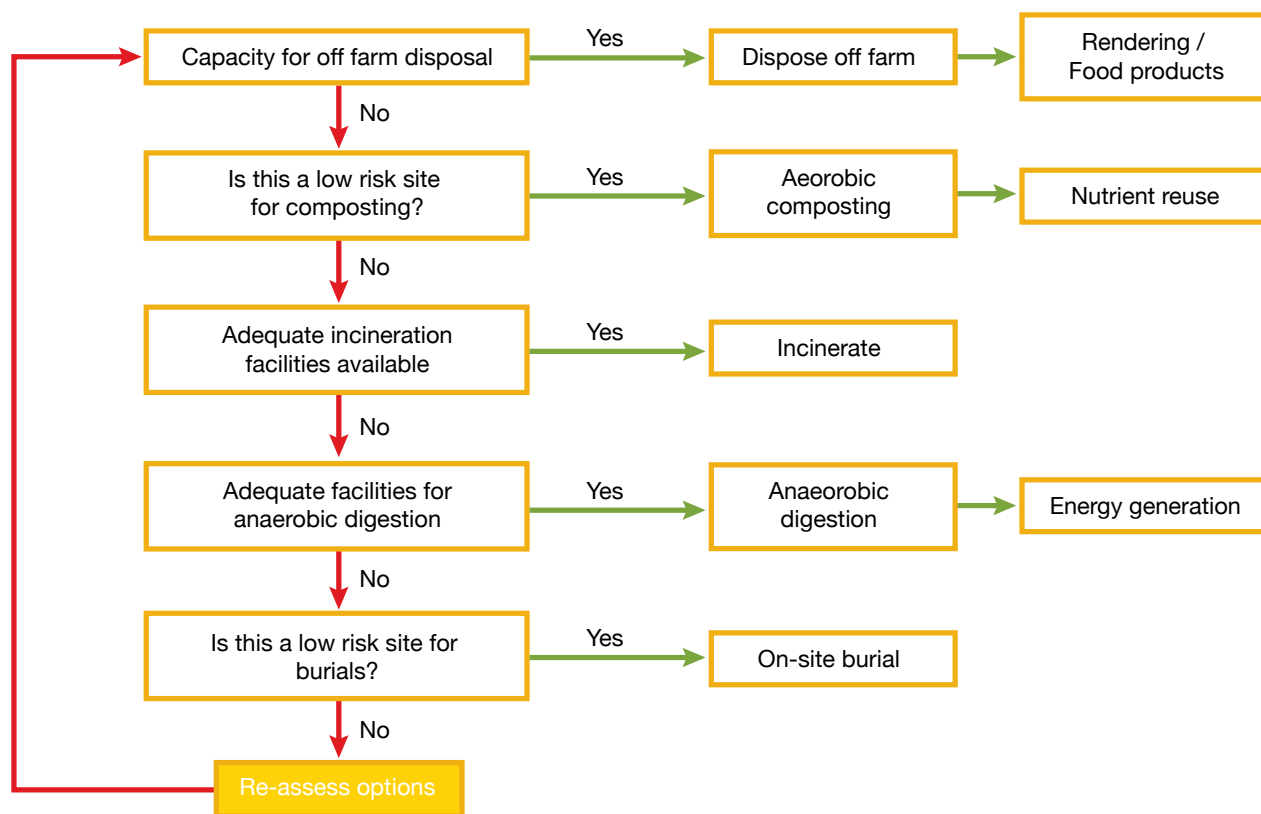 Capacity for off farm disposal
Yes
Dispose off farm
Rendering /
Food products
No
Is this a low risk site
for composting?
Yes
Aeorobic
composting
Nutrient reuse
No
Adequate incineration
facilities available
Yes
Incinerate
No
Adequate facilities for
anaerobic digestion
Yes
Anaeorobic
digestion
Energy generation
No
Is this a low risk site for
burials?
Yes
On-site burial
No
Re-assess options